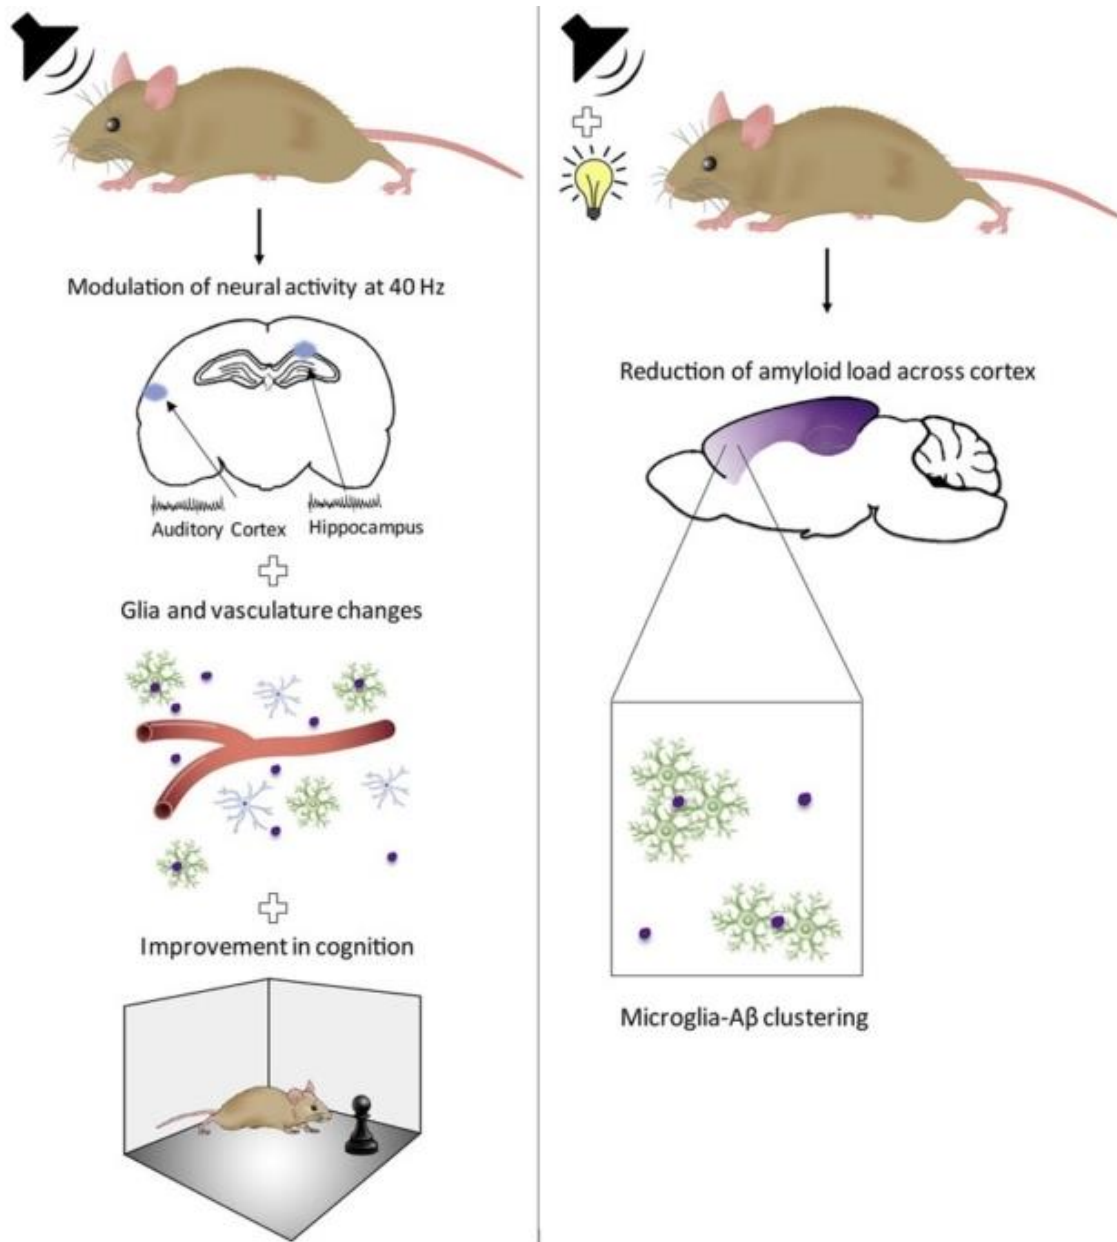 Modulation of neural activity at 40 Hz
Auditory Cortex
Hippocampus
Glia and vasculature changes
Improvement in cognition
Reduction of amyloid load across cortex
Microglia-Aβ clustering